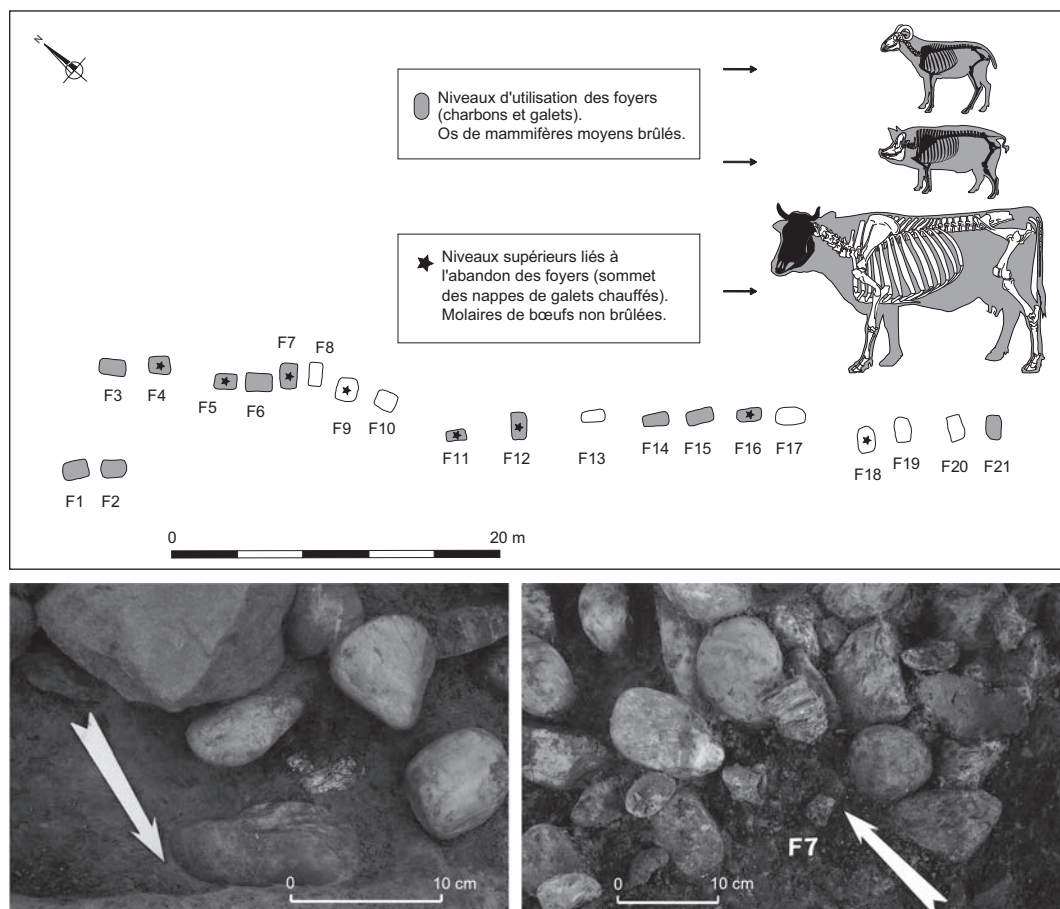 N
Niveaux d'utilisation des foyers
(charbons et galets).
Os de mammifères moyens brûlés.
Niveaux supérieurs liés à
l'abandon des foyers (sommet
des nappes de galets chauffés).
Molaires de bœufs non brûlées.
F7
F8
F3
F4
F5
F6
F9
F10
F11
F12
F13
F14
F15
F16
F17
F18
F19
F20
F21
F1
F2
0
20 m
0
10 cm
F7
0
10 cm